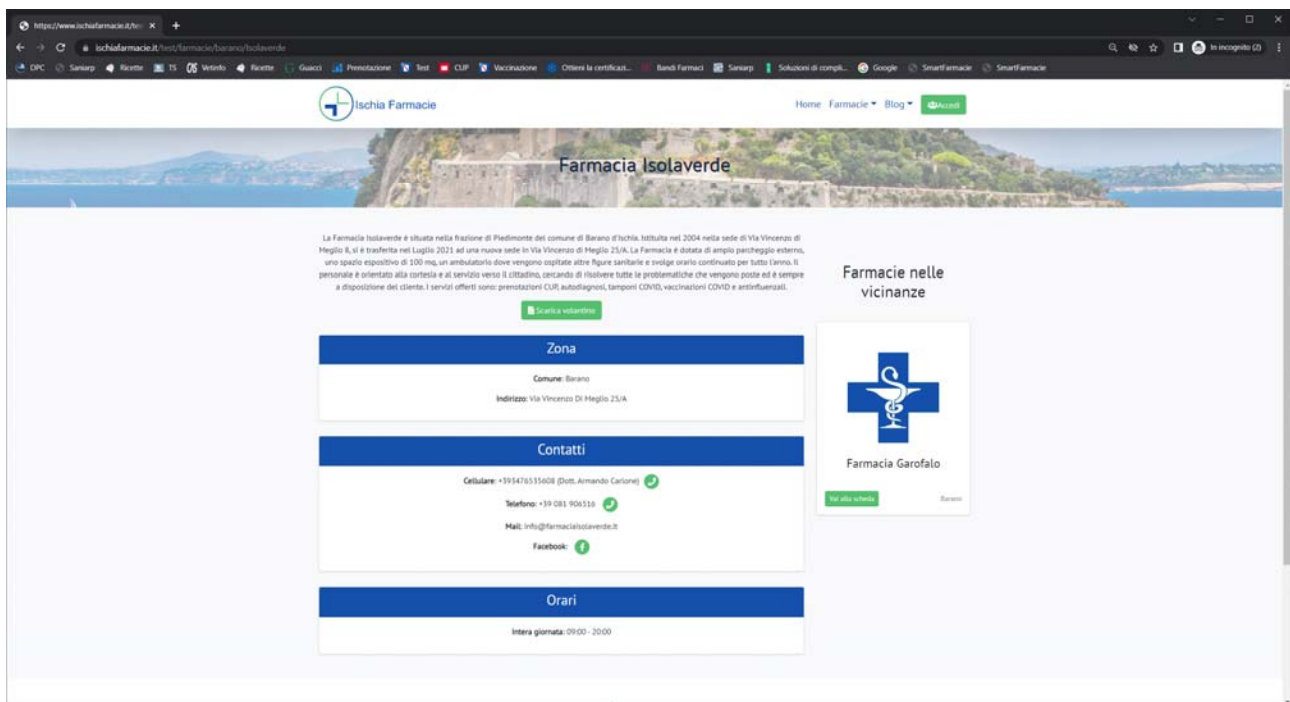 https://www.ischiafarmacie.it/te
ischiafarmacie.it/test/farmacie/barano/isolaverde
In incognito (2)
DPC Saniarp Ricette TS Vetinfo Ricette Guacci Prenotazione Test CUP Vaccinazione Ottieni la certificazi... Bandi Farmaci Saniarp Soluzioni di compli... Google SmartFarmacie SmartFarmacie
Ischia Farmacie
Home Farmacie Blog Accedi
Farmacia Isolaverde
La Farmacia Isolaverde è situata nella frazione di Piedimonte del comune di Barano d'Ischia. Istituita nel 2004 nella sede di Via Vincenzo di
Meglio 8, si è trasferita nel Luglio 2021 ad una nuova sede in Via Vincenzo di Meglio 25/A. La Farmacia è dotata di ampio parcheggio esterno,
uno spazio espositivo di 100 mq, un ambulatorio dove vengono ospitate altre figure sanitarie e svolge orario continuato per tutto l'anno. Il
personale è orientato alla cortesia e al servizio verso il cittadino, cercando di risolvere tutte le problematiche che vengono poste ed è sempre
a disposizione del cliente. I servizi offerti sono: prenotazioni CUP, autodiagnosi, tamponi COVID, vaccinazioni COVID e antinfluenzali.
Scarica volantino
Zona
Comune: Barano
Indirizzo: Via Vincenzo Di Meglio 25/A
Contatti
Cellulare: +393476535608 (Dott. Armando Carlone)
Telefono: +39 081 906516
Mail: info@farmaciaisolaverde.it
Facebook:
Orari
Intera giornata: 09:00 - 20:00
Farmacie nelle
vicinanze
Farmacia Garofalo
Vai alla scheda Barano